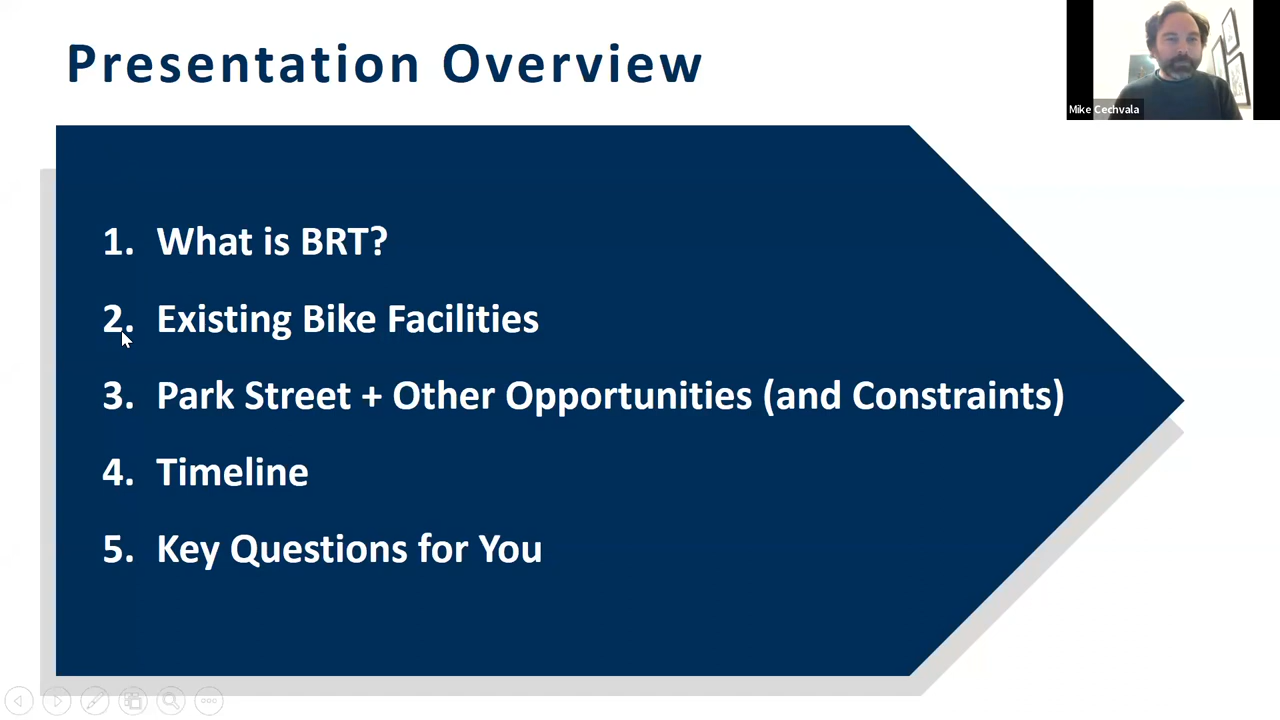 Presentation Overview
Mike Cechvala
1. What is BRT?
2. Existing Bike Facilities
3. Park Street + Other Opportunities (and Constraints)
4. Timeline
5. Key Questions for You